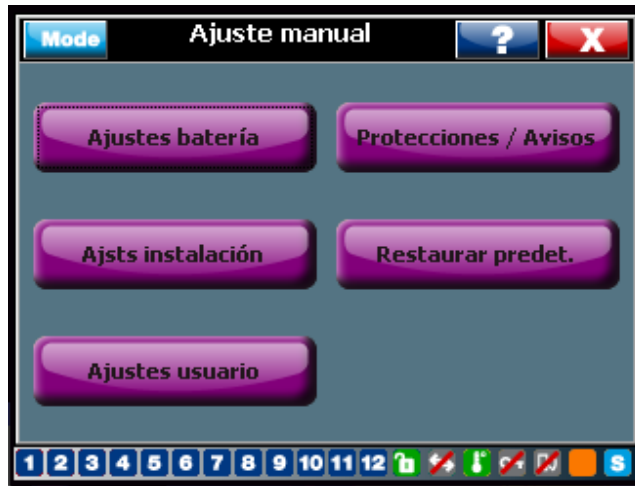 Mode Ajuste manual ? X
Ajustes batería Protecciones / Avisos
Ajsts instalación Restaurar predet.
Ajustes usuario
1 2 3 4 5 6 7 8 9 10 11 12 S